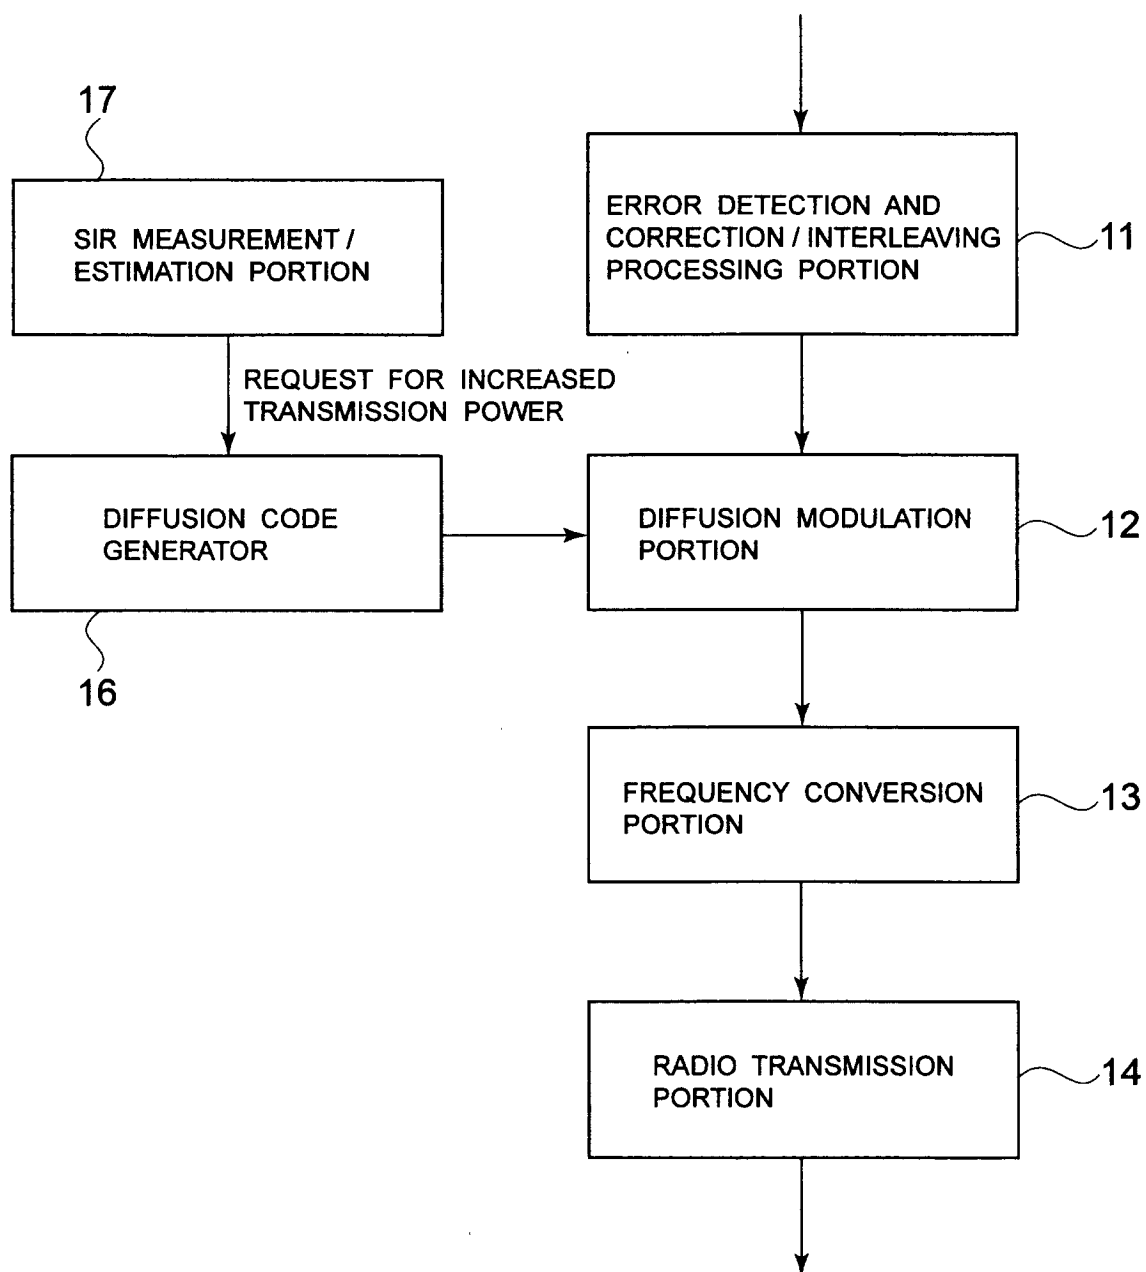 17
SIR MEASUREMENT /
ESTIMATION PORTION
ERROR DETECTION AND
CORRECTION / INTERLEAVING
PROCESSING PORTION
11
REQUEST FOR INCREASED
TRANSMISSION POWER
DIFFUSION CODE
GENERATOR
16
DIFFUSION MODULATION
PORTION
12
FREQUENCY CONVERSION
PORTION
13
RADIO TRANSMISSION
PORTION
14